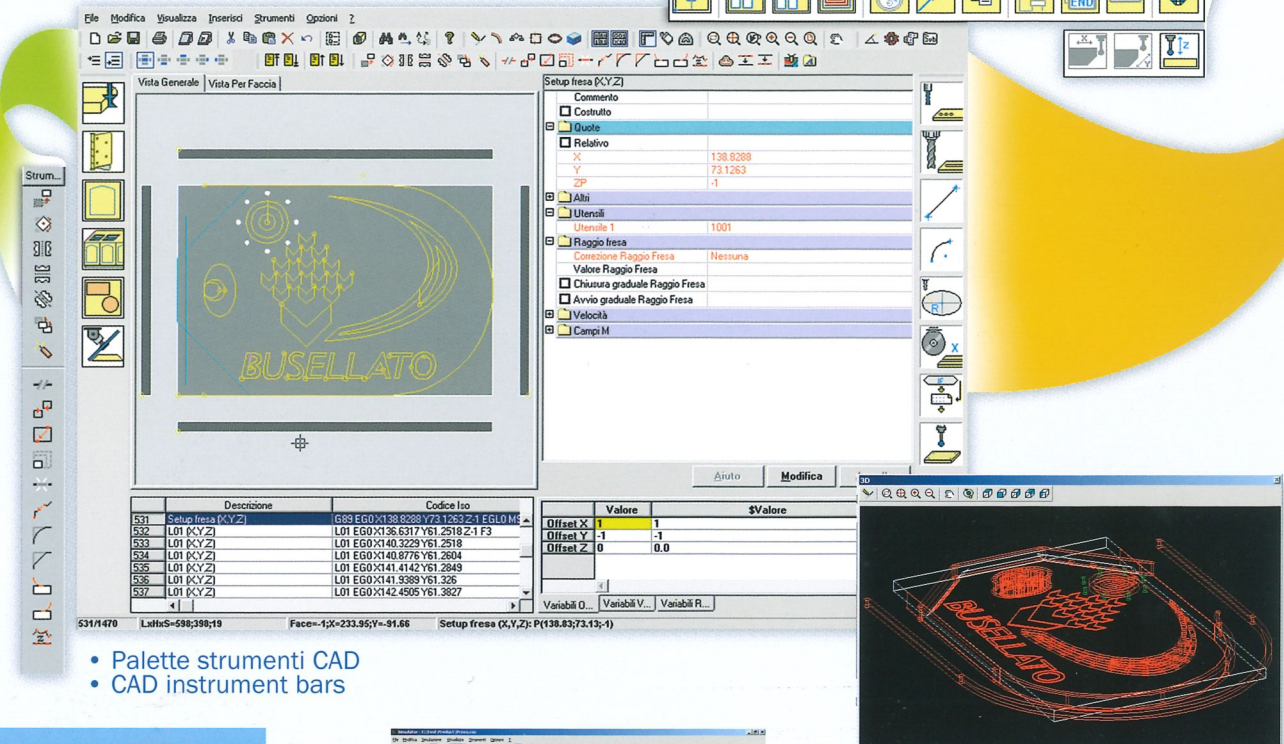 END
File Modifica Visualizza Inserisci Strumenti Opzioni ?
Vista Generale Vista Per Faccia
Strum...
BUSELLATO
Setup fresa (X,Y,Z)
Commento
Costrutto
Quote
Relativo
X 138.8288
Y 73.1263
ZP -1
Altri
Utensili
Utensile 1 1001
Raggio fresa
Correzione Raggio Fresa Nessuna
Valore Raggio Fresa
Chiusura graduale Raggio Fresa
Avvio graduale Raggio Fresa
Velocità
Campi M
Aiuto Modifica
Descrizione Codice Iso
531 Setup fresa (X,Y,Z) G89 EG0 X138.8288 Y73.1263 Z-1 EGL0 MS
532 L01 (X,Y,Z) L01 EG0 X136.6317 Y61.2518 Z-1 F3
533 L01 (X,Y,Z) L01 EG0 X140.3229 Y61.2518
534 L01 (X,Y,Z) L01 EG0 X140.8776 Y61.2604
535 L01 (X,Y,Z) L01 EG0 X141.4142 Y61.2849
536 L01 (X,Y,Z) L01 EG0 X141.9389 Y61.326
537 L01 (X,Y,Z) L01 EG0 X142.4505 Y61.3827
Valore $Valore
Offset X 1 1
Offset Y -1 -1
Offset Z 0 0.0
Variabili O... Variabili V... Variabili R...
531/1470 LxHxS=598;398;19 Face=-1;X=233.95;Y=-91.66 Setup fresa (X,Y,Z): P(138.83;73.13;-1)
3D
BUSELLATO
• Palette strumenti CAD
• CAD instrument bars